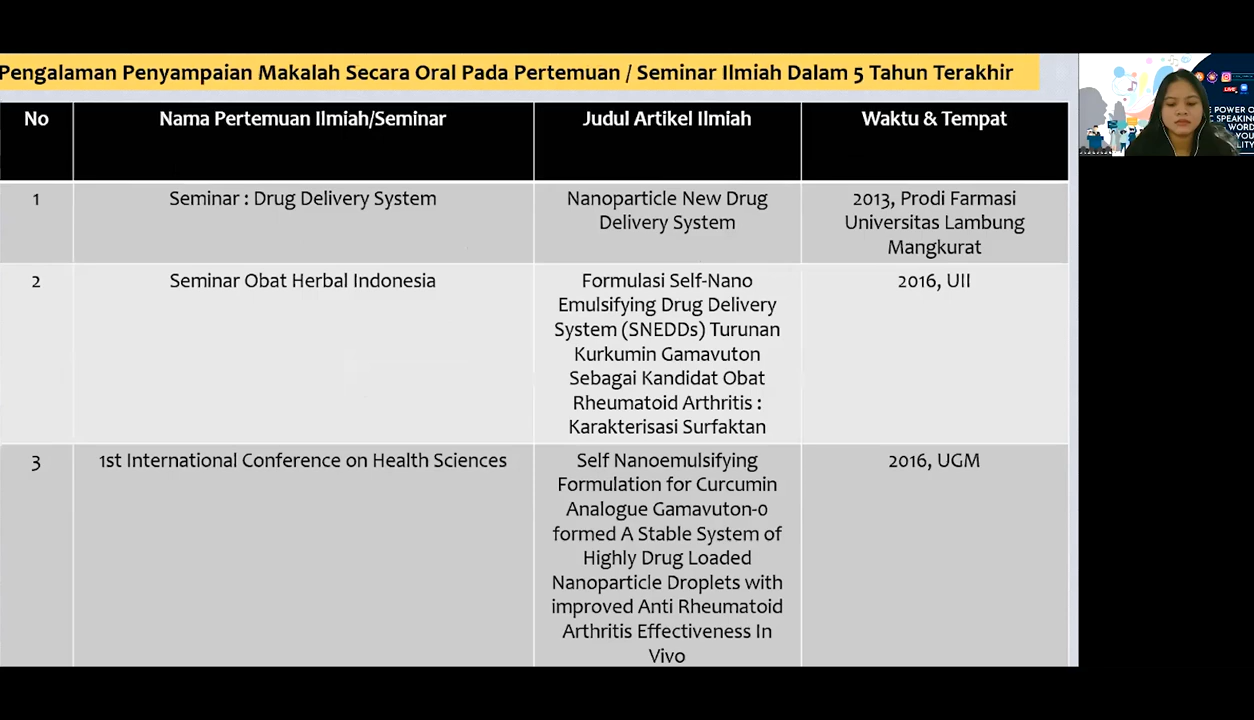 Pengalaman Penyampaian Makalah Secara Oral Pada Pertemuan / Seminar Ilmiah Dalam 5 Tahun Terakhir
No
Nama Pertemuan Ilmiah/Seminar
Judul Artikel Ilmiah
Waktu & Tempat
1
Seminar : Drug Delivery System
Nanoparticle New Drug
Delivery System
2013, Prodi Farmasi
Universitas Lambung
Mangkurat
2
Seminar Obat Herbal Indonesia
Formulasi Self-Nano
Emulsifying Drug Delivery
System (SNEDDs) Turunan
Kurkumin Gamavuton
Sebagai Kandidat Obat
Rheumatoid Arthritis :
Karakterisasi Surfaktan
2016, UII
3
1st International Conference on Health Sciences
Self Nanoemulsifying
Formulation for Curcumin
Analogue Gamavuton-0
formed A Stable System of
Highly Drug Loaded
Nanoparticle Droplets with
improved Anti Rheumatoid
Arthritis Effectiveness In
Vivo
2016, UGM
LIVE
POWER
SPEAKING
WORD
YOU